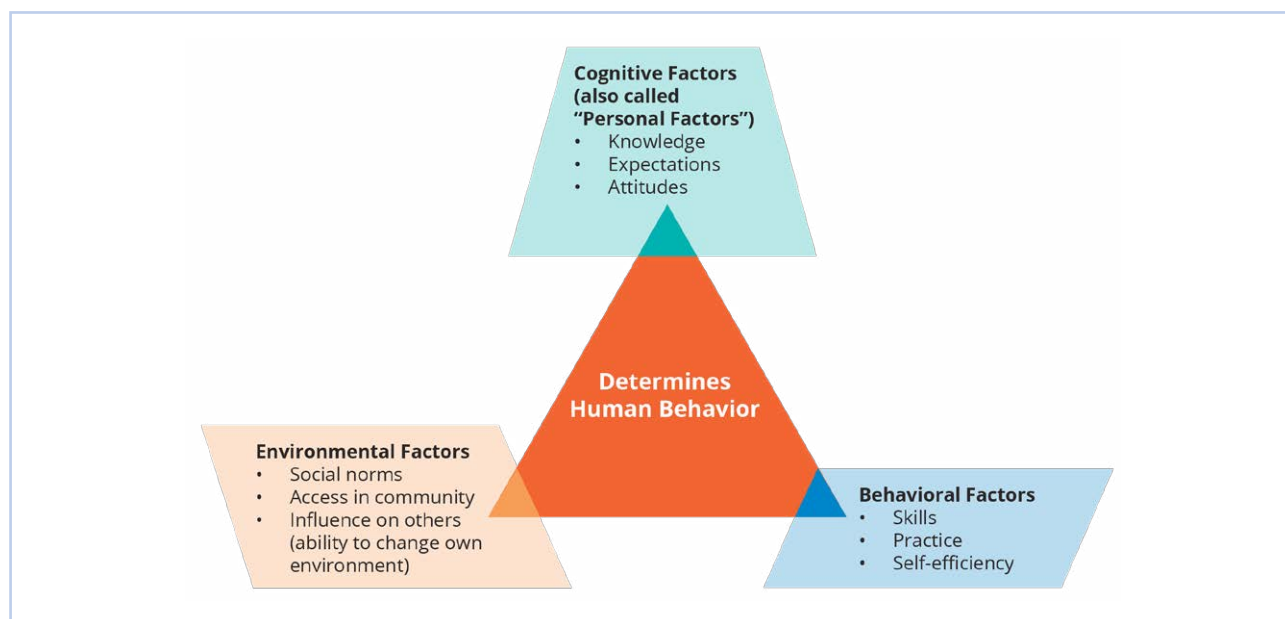 Cognitive Factors
(also called
“Personal Factors”)
• Knowledge
• Expectations
• Attitudes
Determines
Human Behavior
Environmental Factors
• Social norms
• Access in community
• Influence on others
(ability to change own
environment)
Behavioral Factors
• Skills
• Practice
• Self-efficiency